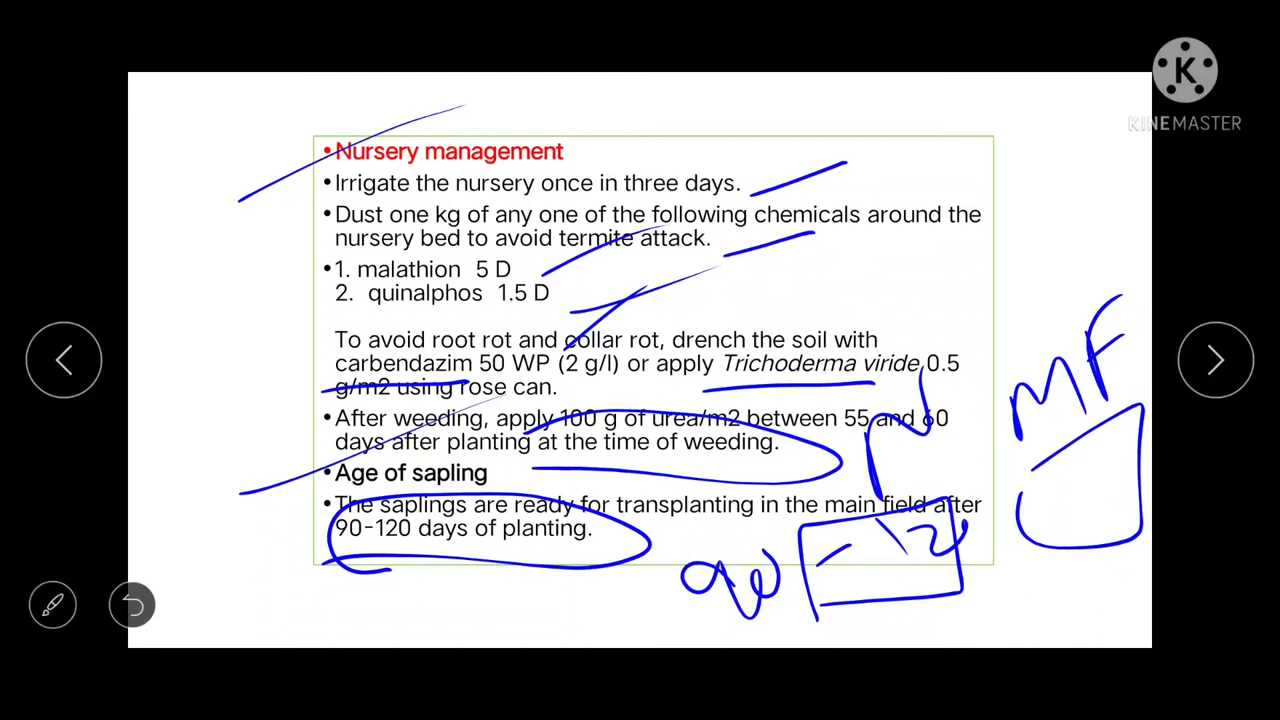 K
KINEMASTER
•Nursery management
•Irrigate the nursery once in three days.
•Dust one kg of any one of the following chemicals around the
nursery bed to avoid termite attack.
•1. malathion 5 D
2. quinalphos 1.5 D
To avoid root rot and collar rot, drench the soil with
carbendazim 50 WP (2 g/l) or apply Trichoderma viride 0.5
g/m2 using rose can.
•After weeding, apply 100 g of urea/m2 between 55 and 60
days after planting at the time of weeding.
•Age of sapling
•The saplings are ready for transplanting in the main field after
90-120 days of planting.
N
MF